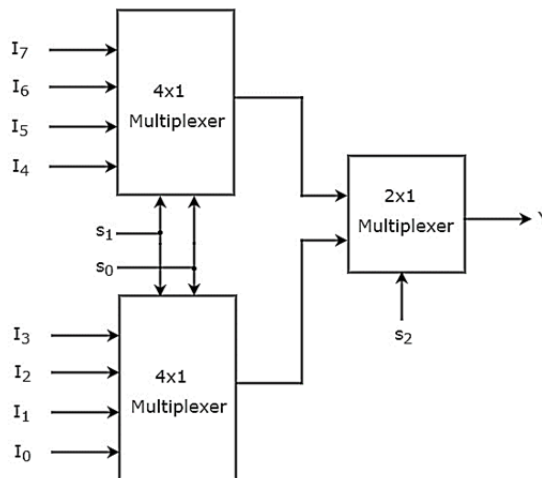 I7
I6
I5
I4
4x1
Multiplexer
2x1
Multiplexer
Y
s1
s0
s2
I3
I2
I1
I0
4x1
Multiplexer